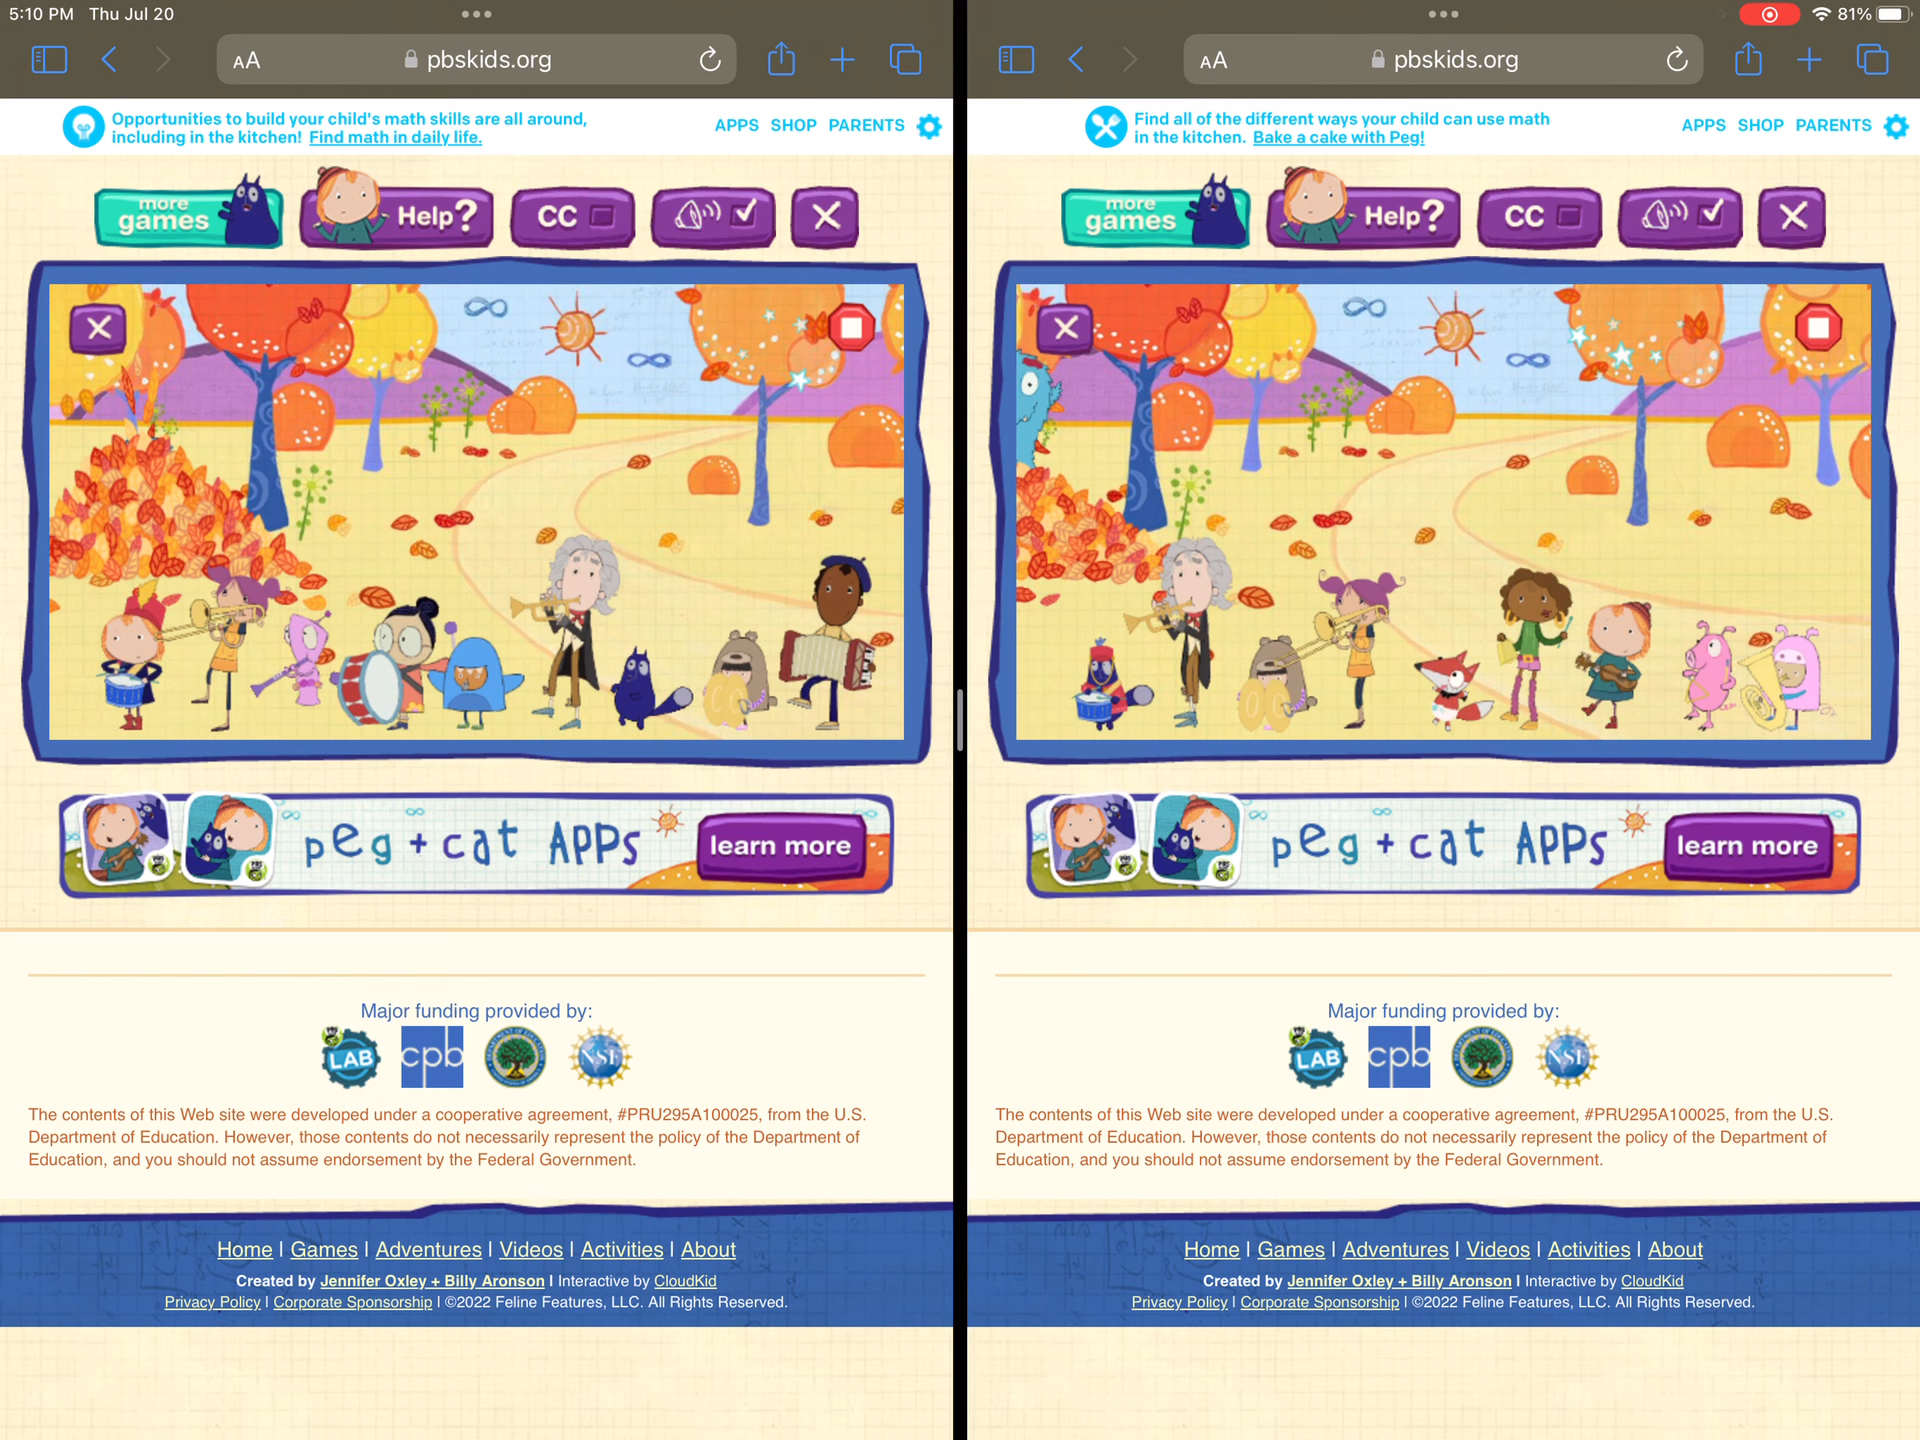 5:10 PM Thu Jul 20
81%
AA pbskids.org
Opportunities to build your child's math skills are all around,
including in the kitchen! Find math in daily life.
APPS SHOP PARENTS
more
games
Help?
CC
peg + cat APPs
learn more
Major funding provided by:
LAB
cpb
NSF
The contents of this Web site were developed under a cooperative agreement, #PRU295A100025, from the U.S.
Department of Education. However, those contents do not necessarily represent the policy of the Department of
Education, and you should not assume endorsement by the Federal Government.
Home | Games | Adventures | Videos | Activities | About
Created by Jennifer Oxley + Billy Aronson | Interactive by CloudKid
Privacy Policy | Corporate Sponsorship | ©2022 Feline Features, LLC. All Rights Reserved.
AA pbskids.org
Find all of the different ways your child can use math
in the kitchen. Bake a cake with Peg!
APPS SHOP PARENTS
more
games
Help?
CC
peg + cat APPs
learn more
Major funding provided by:
LAB
cpb
NSF
The contents of this Web site were developed under a cooperative agreement, #PRU295A100025, from the U.S.
Department of Education. However, those contents do not necessarily represent the policy of the Department of
Education, and you should not assume endorsement by the Federal Government.
Home | Games | Adventures | Videos | Activities | About
Created by Jennifer Oxley + Billy Aronson | Interactive by CloudKid
Privacy Policy | Corporate Sponsorship | ©2022 Feline Features, LLC. All Rights Reserved.